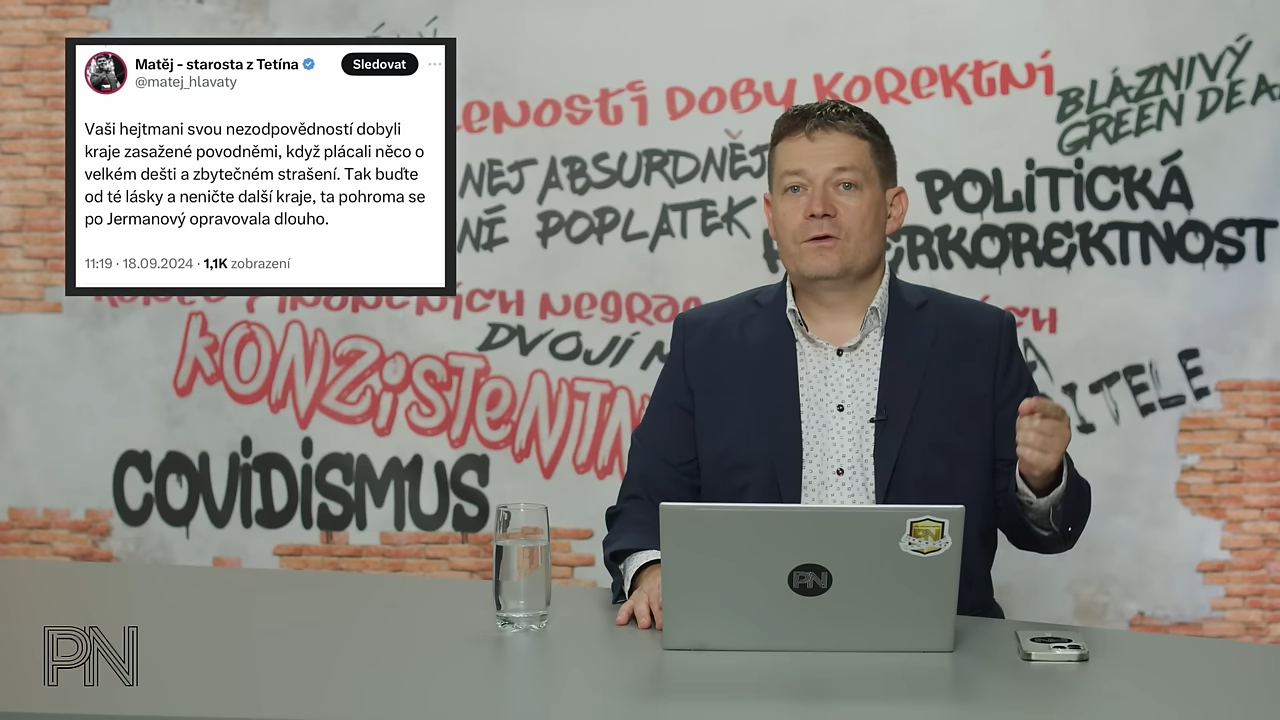 Matěj - starosta z Tetína
Sledovat
@matej_hlavaty
Vaši hejtmani svou nezodpovědností dobyli
kraje zasažené povodněmi, když plácali něco o
velkém dešti a zbytečném strašení. Tak buďte
od té lásky a neničte další kraje, ta pohroma se
po Jermanový opravovala dlouho.
11:19 · 18.09.2024 · 1,1K zobrazení
DOBY KOREKTNÍ
BLÁZNIVÝ
GREEN DEA
NEJ ABSURDNĚJ
POPLATEK
POLITICKÁ
ERKOREKTNOST
DVOJÍ
KONZISTENTN
ITELE
COVIDISMUS
PN
PN
PN